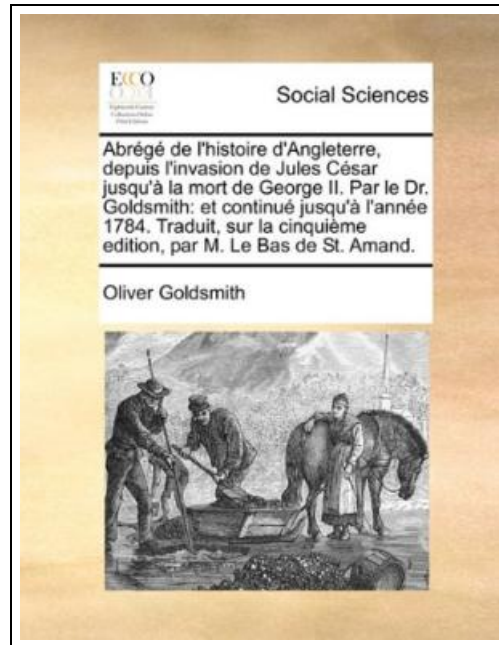 ECCO
Social Sciences
Abrégé de l'histoire d'Angleterre,
depuis l'invasion de Jules César
jusqu'à la mort de George II. Par le Dr.
Goldsmith: et continué jusqu'à l'année
1784. Traduit, sur la cinquième
edition, par M. Le Bas de St. Amand.
Oliver Goldsmith